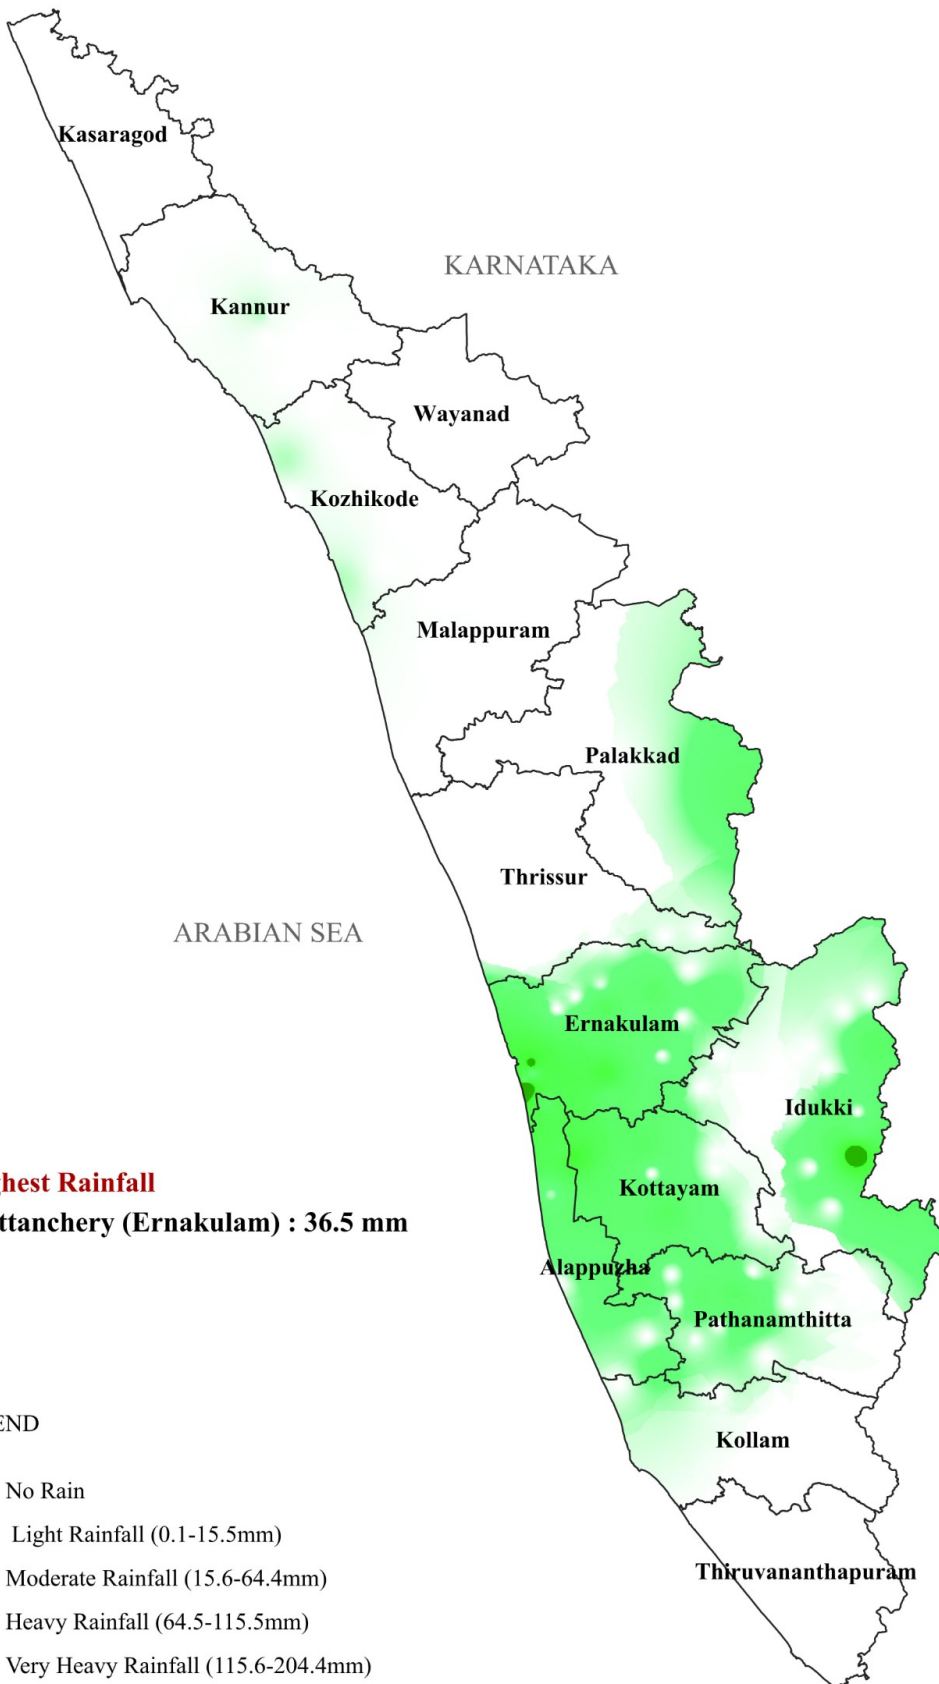 Kasaragod
KARNATAKA
Kannur
Wayanad
Kozhikode
Malappuram
Palakkad
Thrissur
ARABIAN SEA
Ernakulam
Idukki
ghest Rainfall
Kottayam
ttanchery (Ernakulam) : 36.5 mm
Alappuzha
Pathanamthitta
END
Kollam
No Rain
Light Rainfall (0.1-15.5mm)
Moderate Rainfall (15.6-64.4mm)
Thiruvananthapuram
Heavy Rainfall (64.5-115.5mm)
Very Heavy Rainfall (115.6-204.4mm)